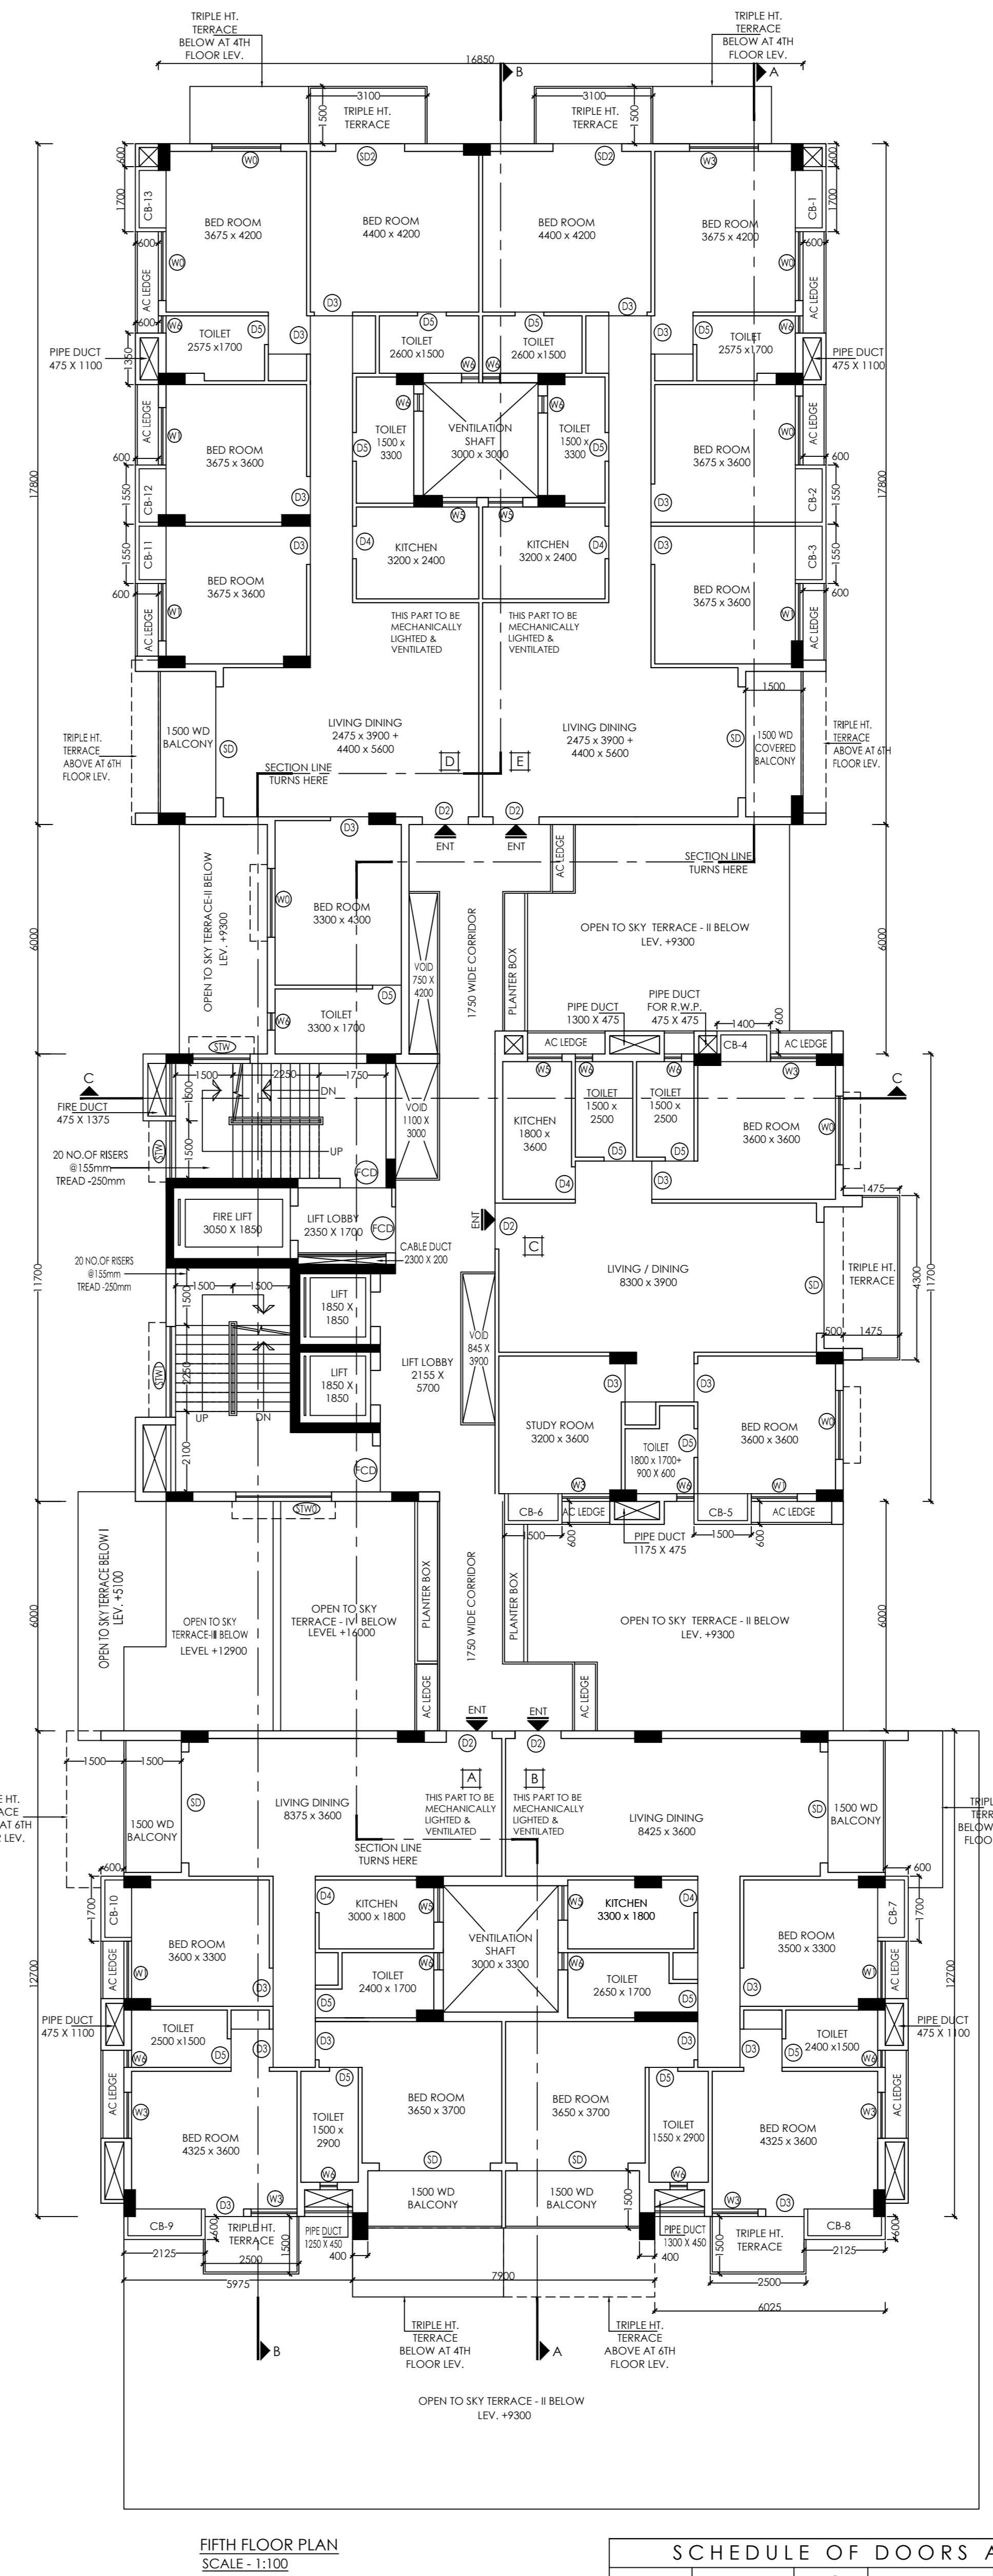 TRIPLE HT.
TERRACE
BELOW AT 4TH
FLOOR LEV.
TRIPLE HT.
TERRACE
BELOW AT 4TH
FLOOR LEV.
16850
B
A
3100
3100
1500
TRIPLE HT.
TERRACE
1500
TRIPLE HT.
TERRACE
600
W0
SD2
SD2
W3
600
1700
CB-13
BED ROOM
3675 x 4200
BED ROOM
4400 x 4200
BED ROOM
4400 x 4200
BED ROOM
3675 x 4200
CB-1
1700
600
600
W0
W0
AC LEDGE
AC LEDGE
D3
D3
600
W6
D5
D3
D5
D5
D3
D5
W6
TOILET
2575 x1700
TOILET
2600 x1500
TOILET
2600 x1500
TOILET
2575 x1700
PIPE DUCT
475 X 1100
1350
W6
W6
PIPE DUCT
475 X 1100
AC LEDGE
W6
W6
AC LEDGE
W1
TOILET
1500 x
3300
VENTILATION
SHAFT
3000 x 3000
TOILET
1500 x
3300
W0
BED ROOM
3675 x 3600
D5
D5
BED ROOM
3675 x 3600
600
600
17800
17800
1550
CB-12
D3
D3
CB-2
1550
W5
W5
1550
CB-11
D3
D4
KITCHEN
3200 x 2400
KITCHEN
3200 x 2400
D4
D3
CB-3
1550
BED ROOM
3675 x 3600
BED ROOM
3675 x 3600
600
600
AC LEDGE
W1
THIS PART TO BE
MECHANICALLY
LIGHTED &
VENTILATED
THIS PART TO BE
MECHANICALLY
LIGHTED &
VENTILATED
W1
AC LEDGE
1500
1500 WD
BALCONY
LIVING DINING
2475 x 3900 +
4400 x 5600
LIVING DINING
2475 x 3900 +
4400 x 5600
1500 WD
COVERED
BALCONY
TRIPLE HT.
TERRACE
ABOVE AT 6TH
FLOOR LEV.
SD
SD
TRIPLE HT.
TERRACE
ABOVE AT 6TH
FLOOR LEV.
SECTION LINE
TURNS HERE
D
E
D2
D2
D3
ENT
ENT
OPEN TO SKY TERRACE-II BELOW
LEV. +9300
AC LEDGE
SECTION LINE
TURNS HERE
W0
BED ROOM
3300 x 4300
6000
6000
VOID
750 X
4200
1750 WIDE CORRIDOR
PLANTER BOX
OPEN TO SKY TERRACE - II BELOW
LEV. +9300
D5
W6
TOILET
3300 x 1700
PIPE DUCT
1300 X 475
PIPE DUCT
FOR R.W.P.
475 X 475
1400
600
STW
AC LEDGE
CB-4
AC LEDGE
1500
2250
1750
W5
W6
W6
W3
C
C
FIRE DUCT
475 X 1375
1500
DN
VOID
1100 X
3000
KITCHEN
1800 x
3600
TOILET
1500 x
2500
TOILET
1500 x
2500
BED ROOM
3600 x 3600
W0
20 NO.OF RISERS
@155mm
TREAD -250mm
STW
1500
UP
D5
D5
D4
D3
FCD
1475
FIRE LIFT
3050 X 1850
LIFT LOBBY
2350 X 1700
FCD
ENT
D2
CABLE DUCT
2300 X 200
C
20 NO.OF RISERS
@155mm
TREAD -250mm
LIVING / DINING
8300 x 3900
TRIPLE HT.
TERRACE
4300
11700
11700
1500
1500
1500
LIFT
1850 X
1850
SD
VOID
845 X
3900
500
1475
STW1
2250
LIFT
1850 X
1850
LIFT LOBBY
2155 X
5700
D3
D3
UP
DN
STUDY ROOM
3200 x 3600
BED ROOM
3600 x 3600
W0
2100
TOILET
1800 x 1700+
900 X 600
D5
FCD
W3
W6
W1
STW0
CB-6
AC LEDGE
CB-5
AC LEDGE
1500
600
1500
600
PIPE DUCT
1175 X 475
OPEN TO SKY TERRACE BELOW I
LEV. +5100
6000
6000
OPEN TO SKY
TERRACE-III BELOW
LEVEL +12900
OPEN TO SKY
TERRACE - IV BELOW
LEVEL +16000
PLANTER BOX
1750 WIDE CORRIDOR
PLANTER BOX
OPEN TO SKY TERRACE - II BELOW
LEV. +9300
AC LEDGE
AC LEDGE
ENT
ENT
D2
D2
1500
1500
A
B
SD
LIVING DINING
8375 x 3600
THIS PART TO BE
MECHANICALLY
LIGHTED &
VENTILATED
THIS PART TO BE
MECHANICALLY
LIGHTED &
VENTILATED
LIVING DINING
8425 x 3600
SD
1500 WD
BALCONY
1500 WD
BALCONY
SECTION LINE
TURNS HERE
600
600
1700
CB-10
D4
KITCHEN
3000 x 1800
W5
W5
KITCHEN
3300 x 1800
D4
CB-7
1700
BED ROOM
3600 x 3300
VENTILATION
SHAFT
3000 x 3300
BED ROOM
3500 x 3300
AC LEDGE
W1
W6
W6
W1
AC LEDGE
D3
TOILET
2400 x 1700
TOILET
2650 x 1700
D3
12700
12700
D5
D5
PIPE DUCT
475 X 1100
TOILET
2500 x1500
TOILET
2400 x1500
PIPE DUCT
475 X 1100
W6
D5
D3
D3
D3
D3
D5
W6
AC LEDGE
D5
D5
AC LEDGE
W3
BED ROOM
3650 x 3700
BED ROOM
3650 x 3700
W3
TOILET
1500 x
2900
TOILET
1550 x 2900
BED ROOM
4325 x 3600
BED ROOM
4325 x 3600
SD
SD
W6
W6
1500 WD
BALCONY
1500 WD
BALCONY
1500
D3
W3
W3
D3
CB-9
CB-8
600
TRIPLE HT.
TERRACE
1500
PIPE DUCT
1250 X 450
PIPE DUCT
1300 X 450
1500
TRIPLE HT.
TERRACE
600
2125
2500
400
400
2125
5975
7900
2500
6025
TRIPLE HT.
TERRACE
BELOW AT 4TH
FLOOR LEV.
TRIPLE HT.
TERRACE
ABOVE AT 6TH
FLOOR LEV.
B
A
OPEN TO SKY TERRACE - II BELOW
LEV. +9300
FIFTH FLOOR PLAN
SCALE - 1:100
SCHEDULE OF DOORS A